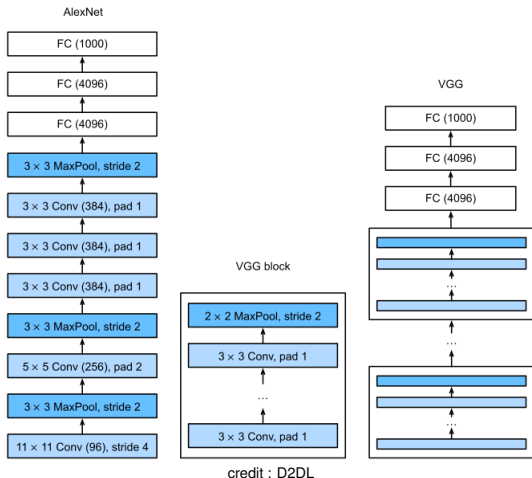 AlexNet
FC (1000)
FC (4096)
FC (4096)
3 × 3 MaxPool, stride 2
3 × 3 Conv (384), pad 1
3 × 3 Conv (384), pad 1
3 × 3 Conv (384), pad 1
3 × 3 MaxPool, stride 2
5 × 5 Conv (256), pad 2
3 × 3 MaxPool, stride 2
11 × 11 Conv (96), stride 4
VGG block
2 × 2 MaxPool, stride 2
3 × 3 Conv, pad 1
...
3 × 3 Conv, pad 1
VGG
FC (1000)
FC (4096)
FC (4096)
...
...
...
credit : D2DL